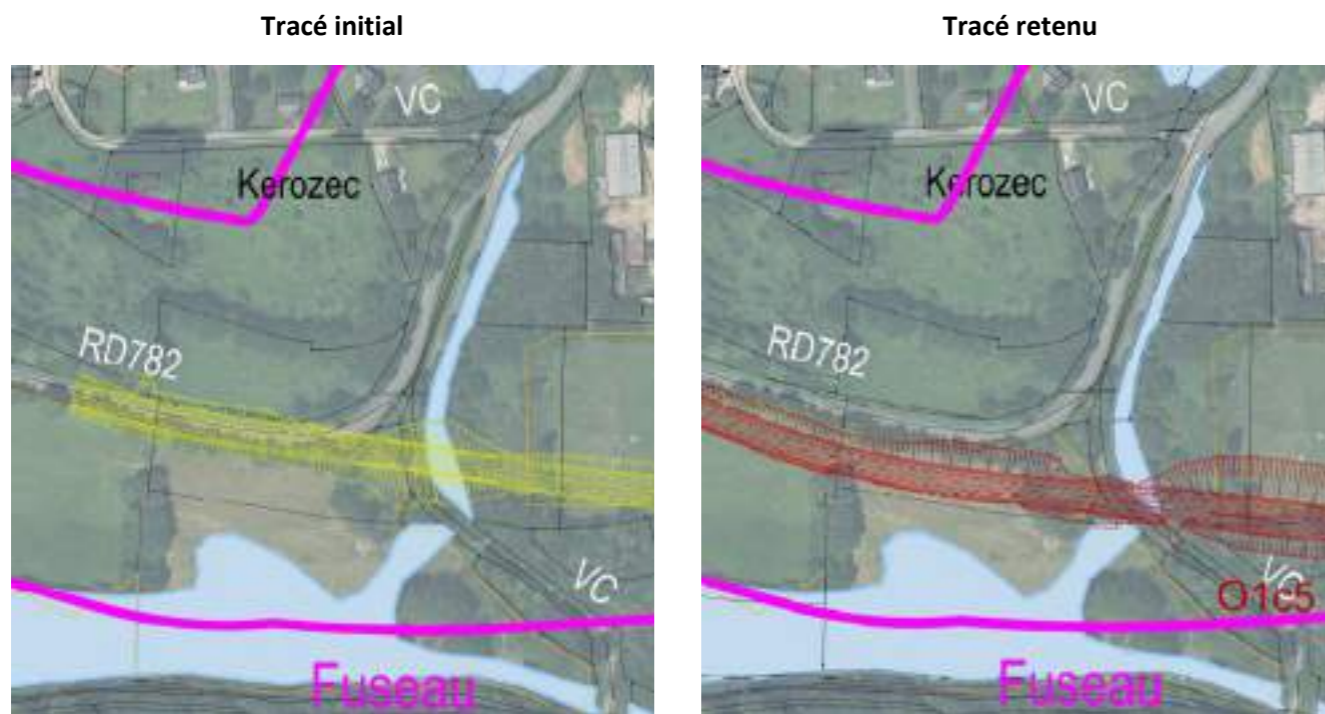 Tracé initial
Tracé retenu
VC
Kerozec
RD782
VC
Fuseau
VC
Kerozec
RD782
VC
O1c5
Fuseau